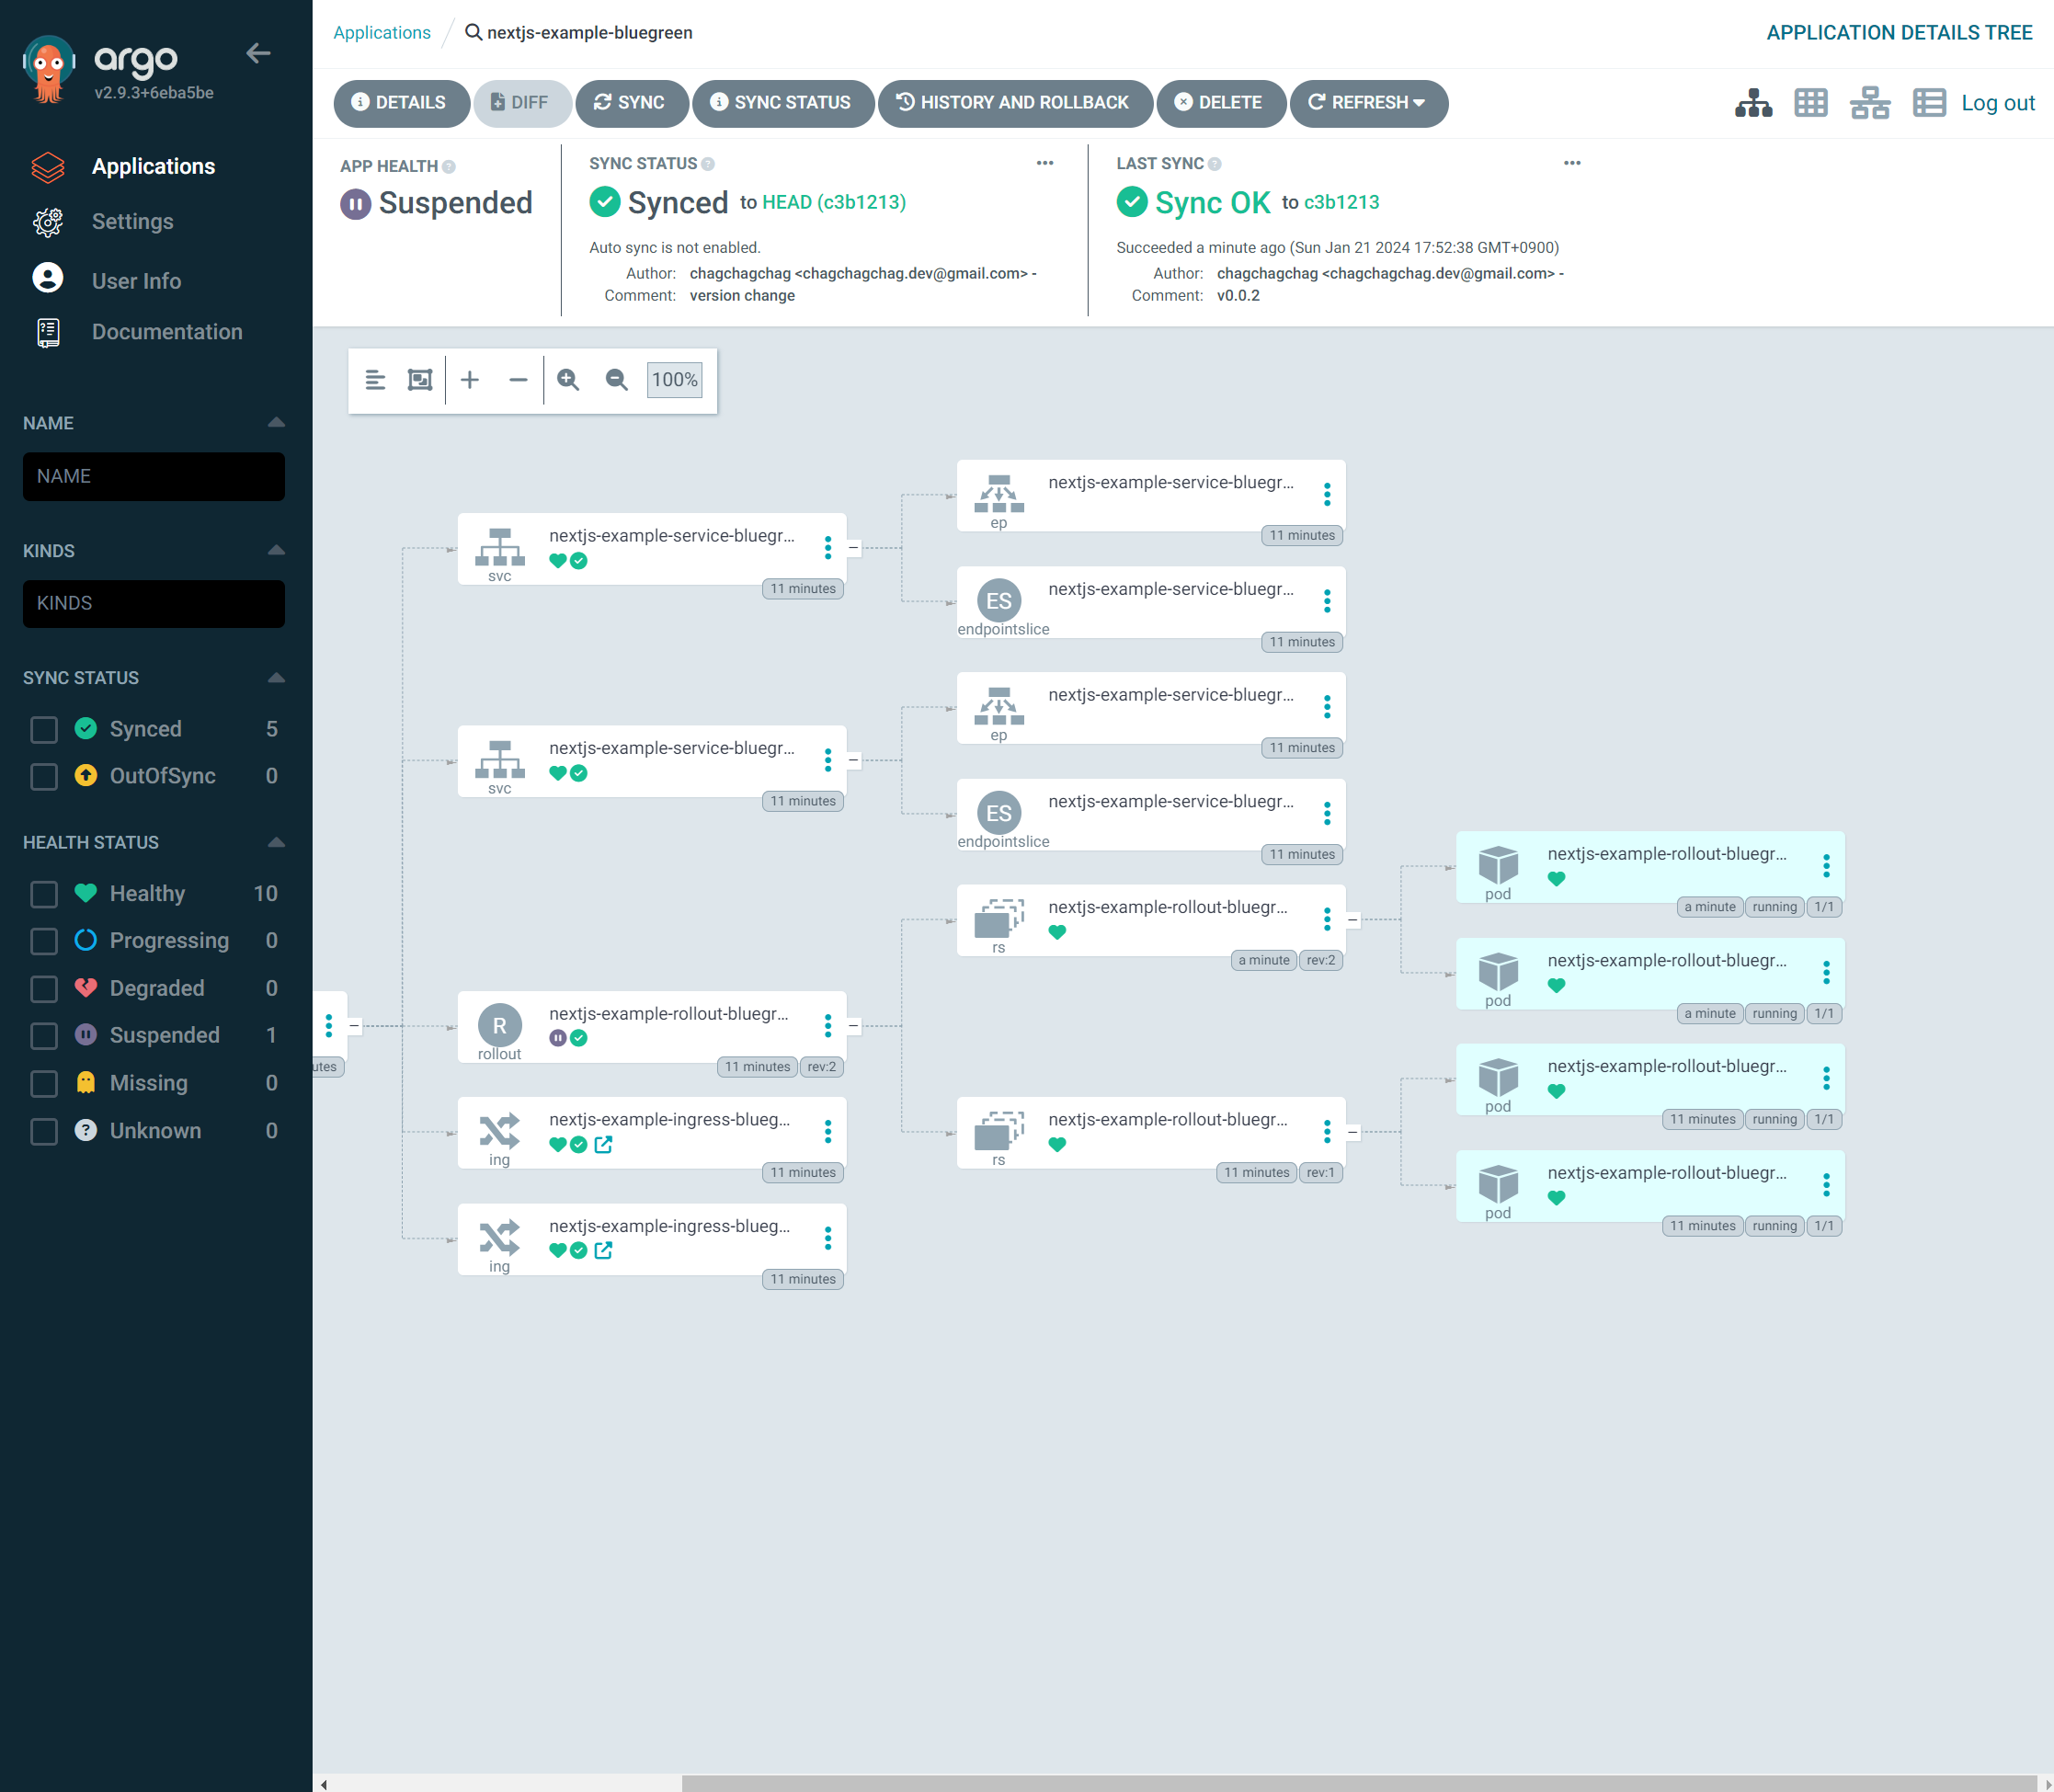 argo
v2.9.3+6eba5be
Applications
Settings
User Info
Documentation
NAME
NAME
KINDS
KINDS
SYNC STATUS
Synced 5
OutOfSync 0
HEALTH STATUS
Healthy 10
Progressing 0
Degraded 0
Suspended 1
Missing 0
Unknown 0
Applications / nextjs-example-bluegreen
APPLICATION DETAILS TREE
DETAILS DIFF SYNC SYNC STATUS HISTORY AND ROLLBACK DELETE REFRESH
Log out
APP HEALTH
Suspended
SYNC STATUS
Synced to HEAD (c3b1213)
Auto sync is not enabled.
Author: chagchagchag <chagchagchag.dev@gmail.com> -
Comment: version change
LAST SYNC
Sync OK to c3b1213
Succeeded a minute ago (Sun Jan 21 2024 17:52:38 GMT+0900)
Author: chagchagchag <chagchagchag.dev@gmail.com> -
Comment: v0.0.2
100%
utes
nextjs-example-service-bluegr...
svc
11 minutes
nextjs-example-service-bluegr...
svc
11 minutes
R
nextjs-example-rollout-bluegr...
rollout
11 minutes rev:2
nextjs-example-ingress-blueg...
ing
11 minutes
nextjs-example-ingress-blueg...
ing
11 minutes
nextjs-example-service-bluegr...
ep
11 minutes
ES
nextjs-example-service-bluegr...
endpointslice
11 minutes
nextjs-example-service-bluegr...
ep
11 minutes
ES
nextjs-example-service-bluegr...
endpointslice
11 minutes
nextjs-example-rollout-bluegr...
rs
a minute rev:2
nextjs-example-rollout-bluegr...
rs
11 minutes rev:1
nextjs-example-rollout-bluegr...
pod
a minute running 1/1
nextjs-example-rollout-bluegr...
pod
a minute running 1/1
nextjs-example-rollout-bluegr...
pod
11 minutes running 1/1
nextjs-example-rollout-bluegr...
pod
11 minutes running 1/1